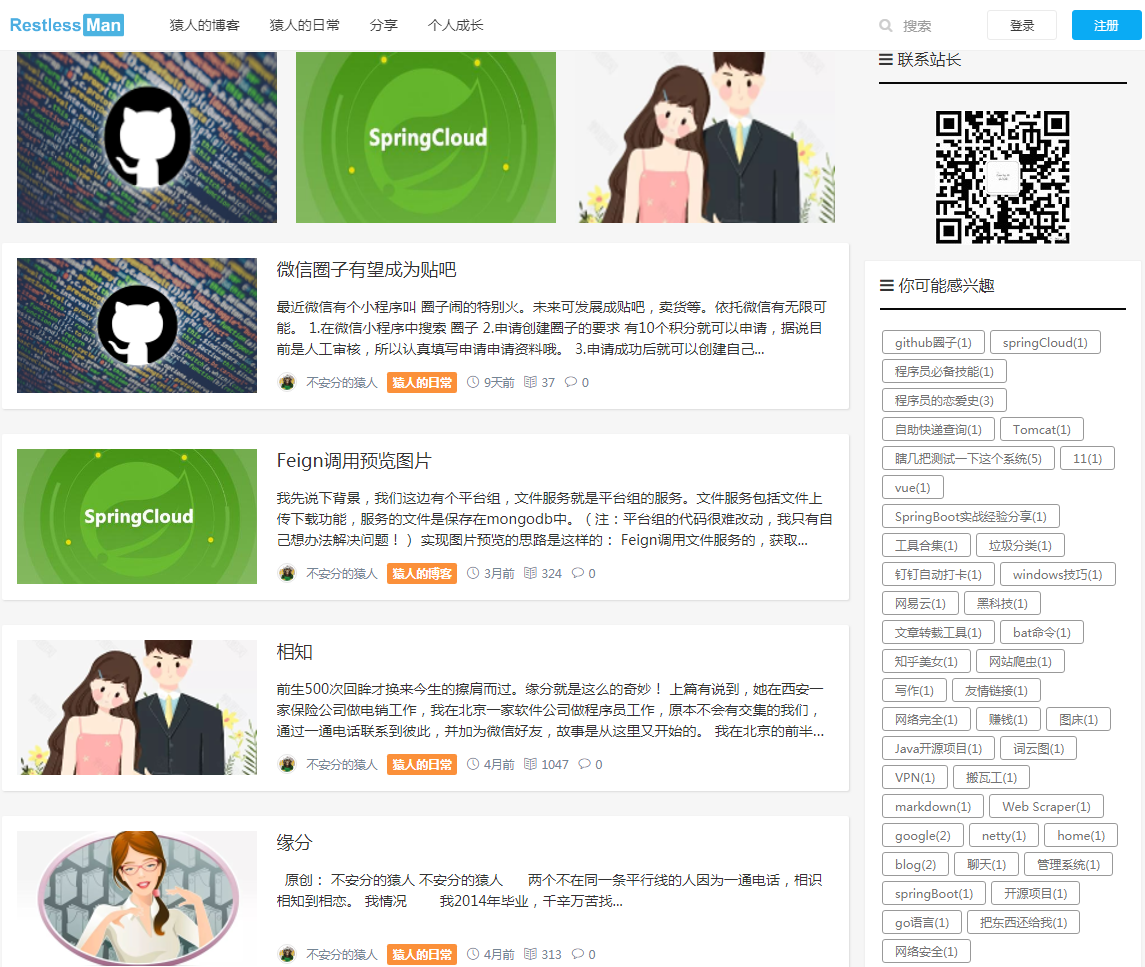 Restless Man 猿人的博客 猿人的日常 分享 个人成长 搜索 登录 注册
SpringCloud
微信圈子有望成为贴吧
最近微信有个小程序叫 圈子闹的特别火。未来可发展成贴吧，卖货等。依托微信有无限可
能。 1.在微信小程序中搜索 圈子 2.申请创建圈子的要求 有10个积分就可以申请，据说目
前是人工审核，所以认真填写申请申请资料哦。 3.申请成功后就可以创建自己...
不安分的猿人 猿人的日常 9天前 37 0
SpringCloud
Feign调用预览图片
我先说下背景，我们这边有个平台组，文件服务就是平台组的服务。文件服务包括文件上
传下载功能，服务的文件是保存在mongodb中。（注：平台组的代码很难改动，我只有自
己想办法解决问题！） 实现图片预览的思路是这样的： Feign调用文件服务的，获取...
不安分的猿人 猿人的博客 3月前 324 0
相知
前生500次回眸才换来今生的擦肩而过。缘分就是这么的奇妙！ 上篇有说到，她在西安一
家保险公司做电销工作，我在北京一家软件公司做程序员工作，原本不会有交集的我们，
通过一通电话联系到彼此，并加为微信好友，故事是从这里又开始的。 我在北京的前半...
不安分的猿人 猿人的日常 4月前 1047 0
缘分
原创： 不安分的猿人 不安分的猿人 两个不在同一条平行线的人因为一通电话，相识
相知到相恋。 我情况 我2014年毕业，千辛万苦找...
不安分的猿人 猿人的日常 4月前 313 0
联系站长
你可能感兴趣
github圈子(1) springCloud(1)
程序员必备技能(1)
程序员的恋爱史(3)
自助快递查询(1) Tomcat(1)
瞎几把测试一下这个系统(5) 11(1)
vue(1)
SpringBoot实战经验分享(1)
工具合集(1) 垃圾分类(1)
钉钉自动打卡(1) windows技巧(1)
网易云(1) 黑科技(1)
文章转载工具(1) bat命令(1)
知乎美女(1) 网站爬虫(1)
写作(1) 友情链接(1)
网络完全(1) 赚钱(1) 图床(1)
Java开源项目(1) 词云图(1)
VPN(1) 搬瓦工(1)
markdown(1) Web Scraper(1)
google(2) netty(1) home(1)
blog(2) 聊天(1) 管理系统(1)
springBoot(1) 开源项目(1)
go语言(1) 把东西还给我(1)
网络安全(1)